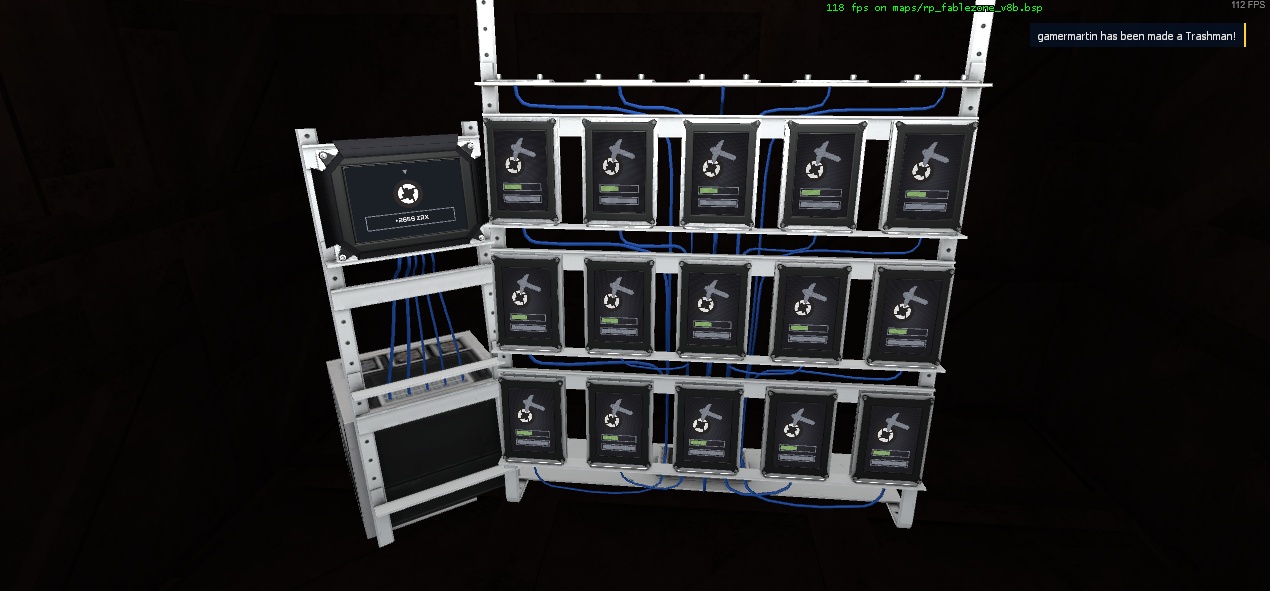 118 fps on maps/rp_fablezone_v8b.bsp
112 FPS
gamermartin has been made a Trashman!